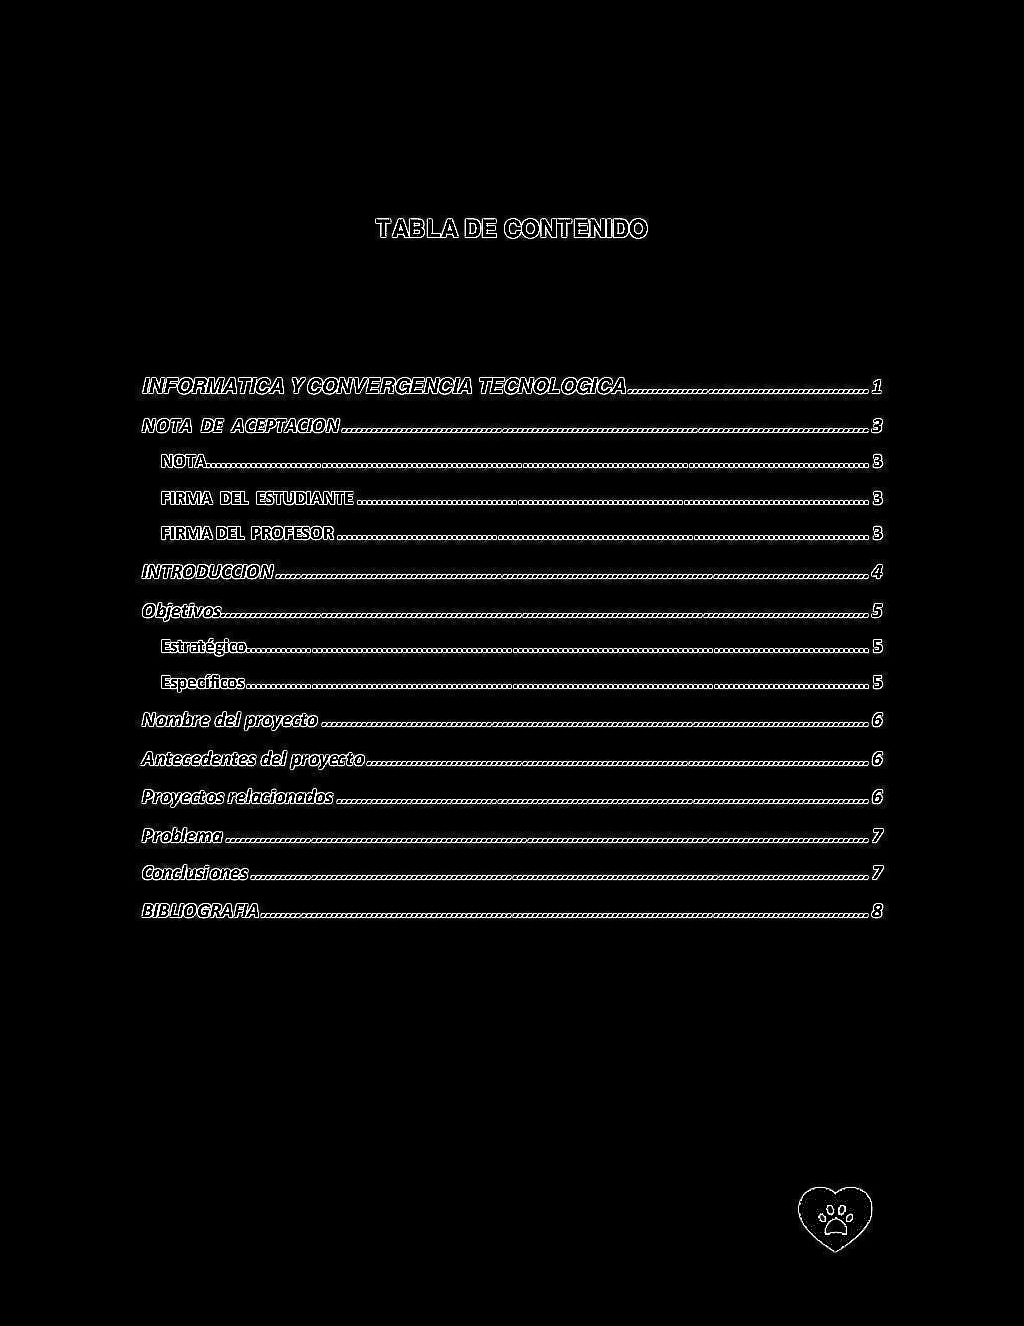 TABLA DE CONTENIDO
INFORMATICA Y CONVERGENCIA TECNOLOGICA........................................ 1
NOTA DE ACEPTACION........................................ 3
NOTA........................................ 3
FIRMA DEL ESTUDIANTE........................................ 3
FIRMA DEL PROFESOR........................................ 3
INTRODUCCION........................................ 4
Objetivos........................................ 5
Estratégico........................................ 5
Específicos........................................ 5
Nombre del proyecto........................................ 6
Antecedentes del proyecto........................................ 6
Proyectos relacionados........................................ 6
Problema........................................ 7
Conclusiones........................................ 7
BIBLIOGRAFIA........................................ 8